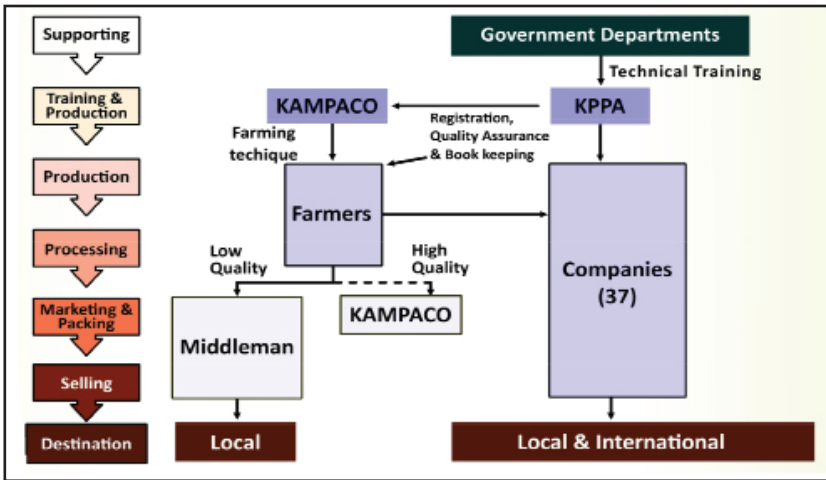 Supporting
Training &
Production
Production
Processing
Marketing &
Packing
Selling
Destination
Government Departments
Technical Training
KAMPACO
KPPA
Farming
techique
Registration,
Quality Assurance
& Book keeping
Farmers
Low
Quality
High
Quality
Companies
(37)
KAMPACO
Middleman
Local
Local & International